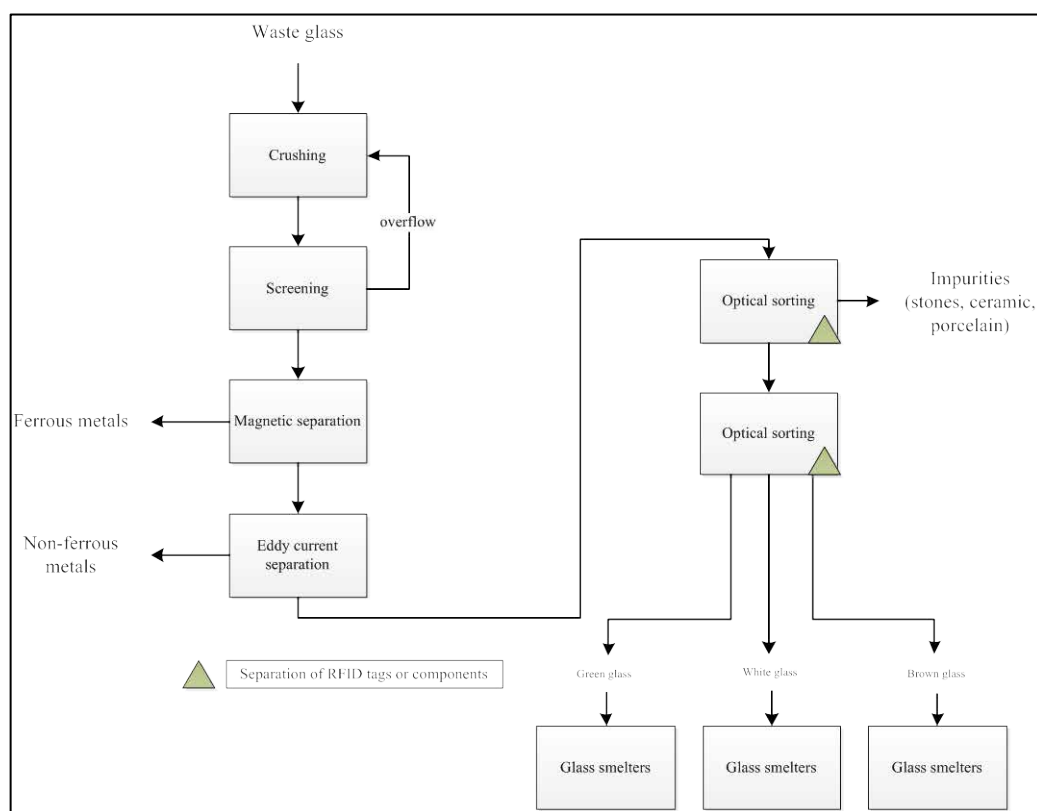 Waste glass
Crushing
overflow
Screening
Magnetic separation
Ferrous metals
Eddy current
separation
Non-ferrous
metals
Optical sorting
Impurities
(stones, ceramic,
porcelain)
Optical sorting
Separation of RFID tags or components
Green glass
White glass
Brown glass
Glass smelters
Glass smelters
Glass smelters